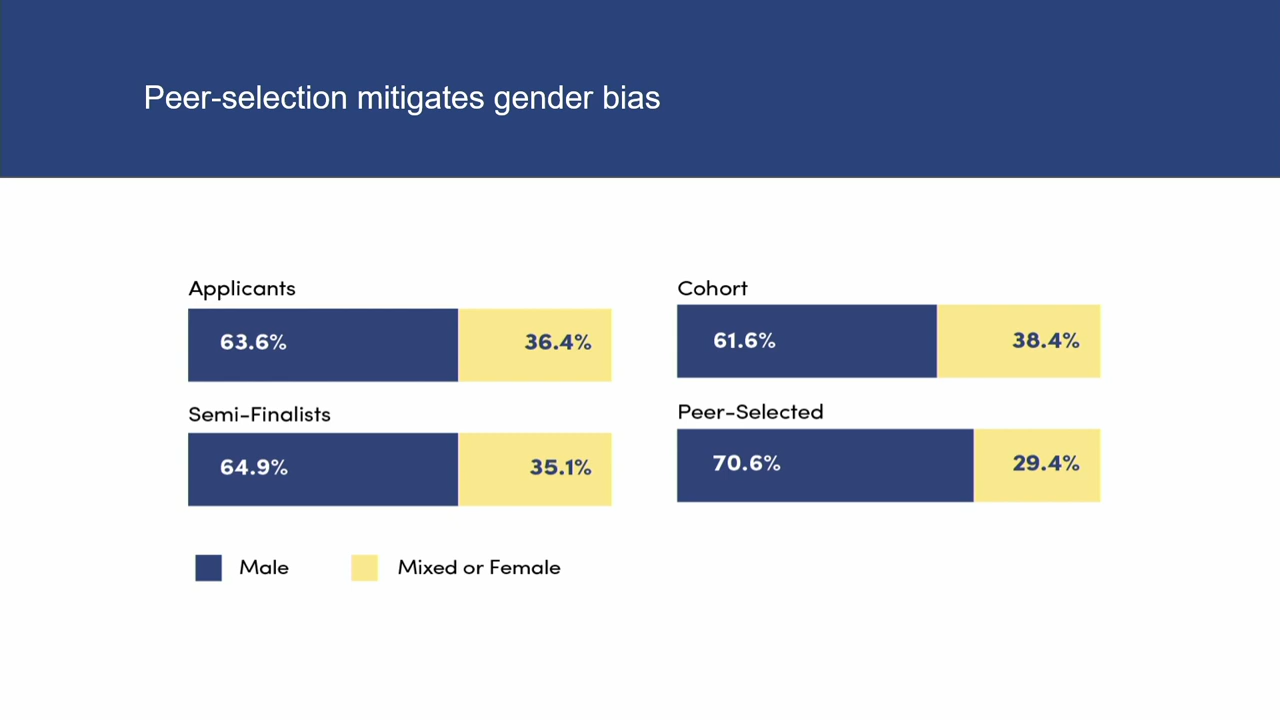 Peer-selection mitigates gender bias
Applicants
63.6% 36.4%
Semi-Finalists
64.9% 35.1%
Cohort
61.6% 38.4%
Peer-Selected
70.6% 29.4%
Male Mixed or Female